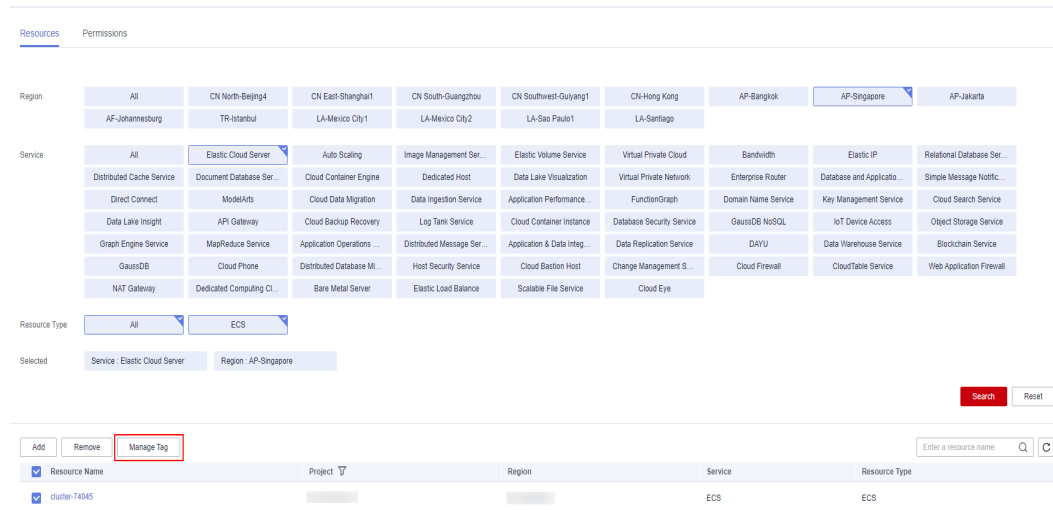 Resources Permissions
Region All CN North-Beijing4 CN East-Shanghai1 CN South-Guangzhou CN Southwest-Guiyang1 CN-Hong Kong AP-Bangkok AP-Singapore AP-Jakarta
AF-Johannesburg TR-Istanbul LA-Mexico City1 LA-Mexico City2 LA-Sao Paulo1 LA-Santiago
Service All Elastic Cloud Server Auto Scaling Image Management Ser... Elastic Volume Service Virtual Private Cloud Bandwidth Elastic IP Relational Database Ser...
Distributed Cache Service Document Database Ser... Cloud Container Engine Dedicated Host Data Lake Visualization Virtual Private Network Enterprise Router Database and Applicatio... Simple Message Notific...
Direct Connect ModelArts Cloud Data Migration Data Ingestion Service Application Performance... FunctionGraph Domain Name Service Key Management Service Cloud Search Service
Data Lake Insight API Gateway Cloud Backup Recovery Log Tank Service Cloud Container Instance Database Security Service GaussDB NoSQL IoT Device Access Object Storage Service
Graph Engine Service MapReduce Service Application Operations ... Distributed Message Ser... Application & Data Integ... Data Replication Service DAYU Data Warehouse Service Blockchain Service
GaussDB Cloud Phone Distributed Database Mi... Host Security Service Cloud Bastion Host Change Management S... Cloud Firewall CloudTable Service Web Application Firewall
NAT Gateway Dedicated Computing Cl... Bare Metal Server Elastic Load Balance Scalable File Service Cloud Eye
Resource Type All ECS
Selected Service : Elastic Cloud Server Region : AP-Singapore
Search Reset
Add Remove Manage Tag Enter a resource name.
Resource Name Project Region Service Resource Type
cluster-74045 ECS ECS